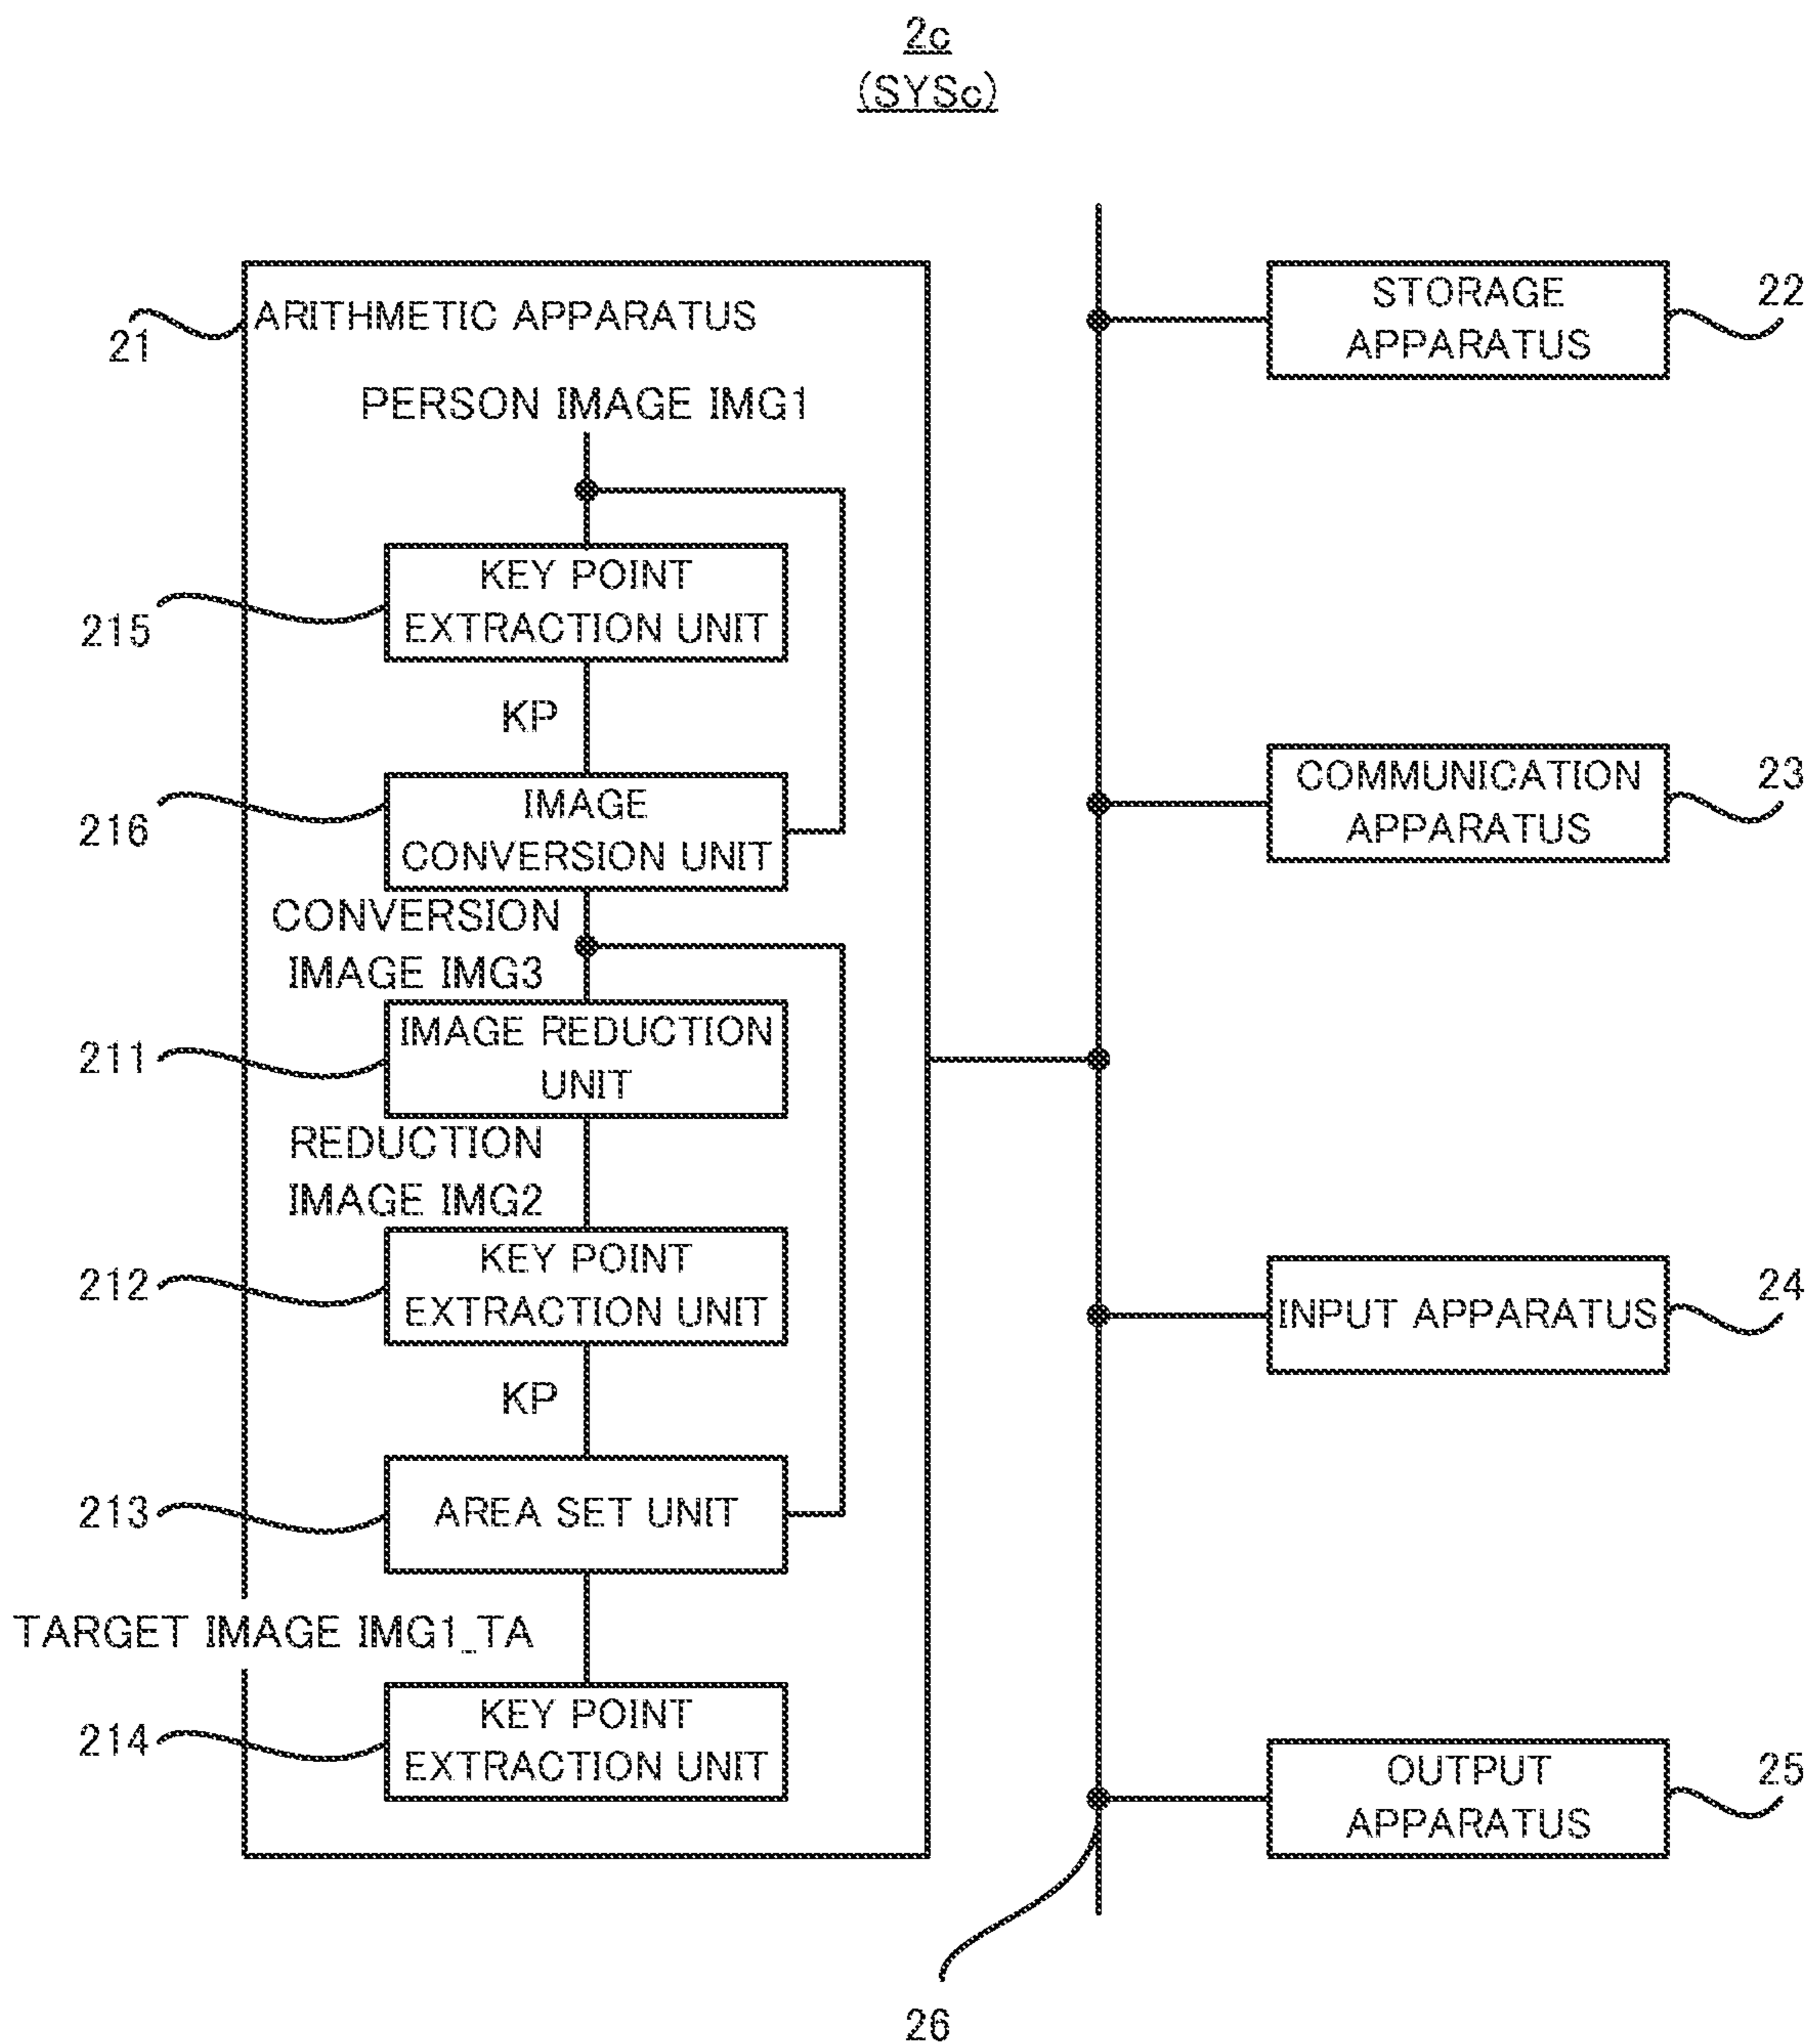 2c
(SYSc)
21
ARITHMETIC APPARATUS
PERSON IMAGE IMG1
215
KEY POINT
EXTRACTION UNIT
KP
216
IMAGE
CONVERSION UNIT
CONVERSION
IMAGE IMG3
211
IMAGE REDUCTION
UNIT
REDUCTION
IMAGE IMG2
212
KEY POINT
EXTRACTION UNIT
KP
213
AREA SET UNIT
TARGET IMAGE IMG1_TA
214
KEY POINT
EXTRACTION UNIT
STORAGE
APPARATUS
22
COMMUNICATION
APPARATUS
23
INPUT APPARATUS
24
OUTPUT
APPARATUS
25
26